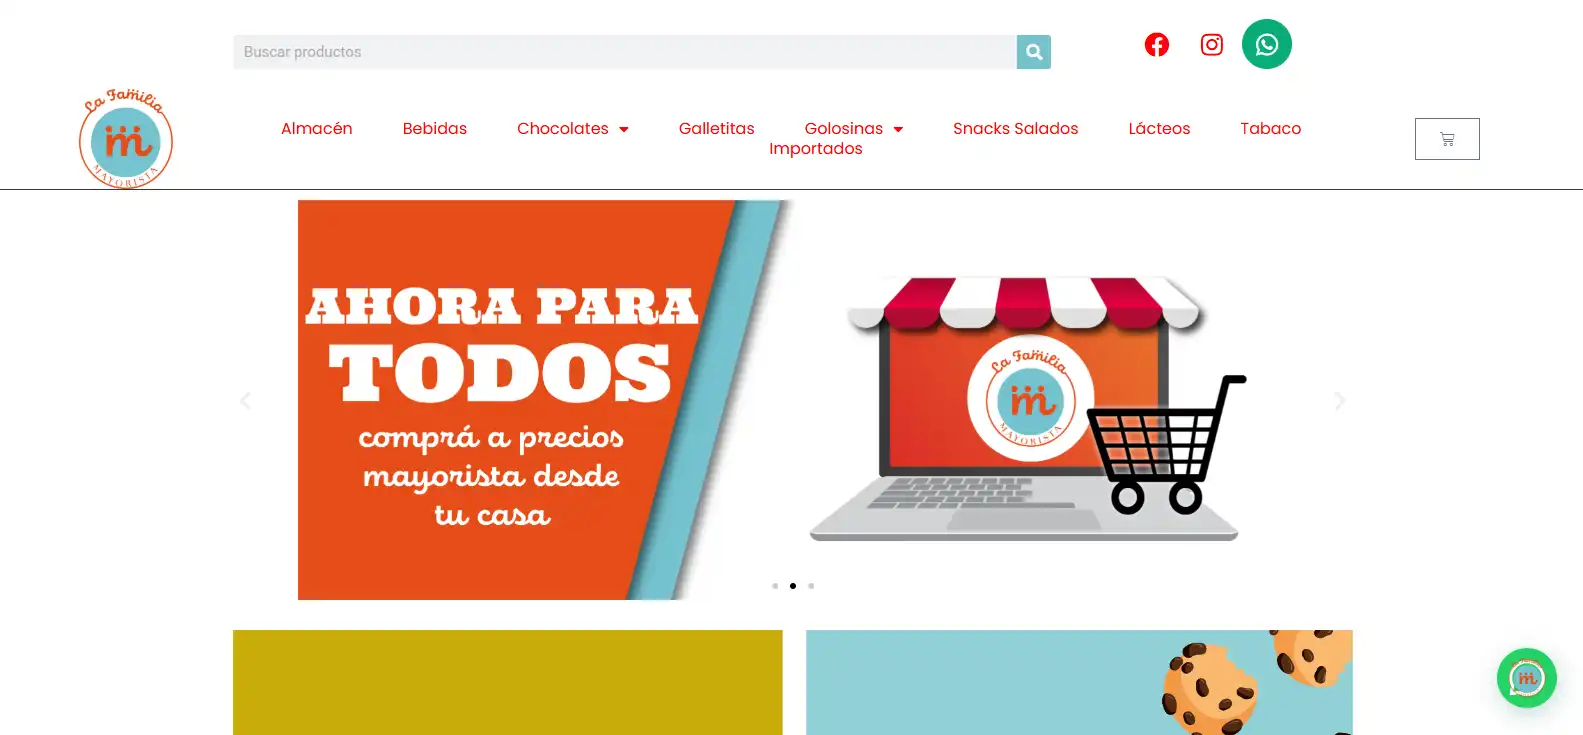 Buscar productos
La Familia
MAYORISTA
Almacén
Bebidas
Chocolates
Galletitas
Golosinas
Snacks Salados
Lácteos
Tabaco
Importados
AHORA PARA
TODOS
comprá a precios
mayorista desde
tu casa
La Familia
m
MAYORISTA